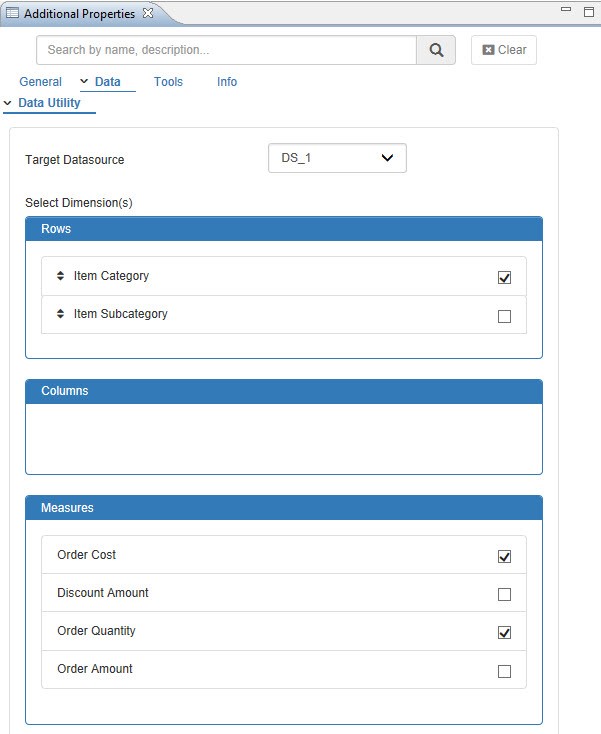 Additional Properties
Search by name, description...
Clear
General Data Tools Info
Data Utility
Target Datasource DS_1
Select Dimension(s)
Rows
Item Category
Item Subcategory
Columns
Measures
Order Cost
Discount Amount
Order Quantity
Order Amount